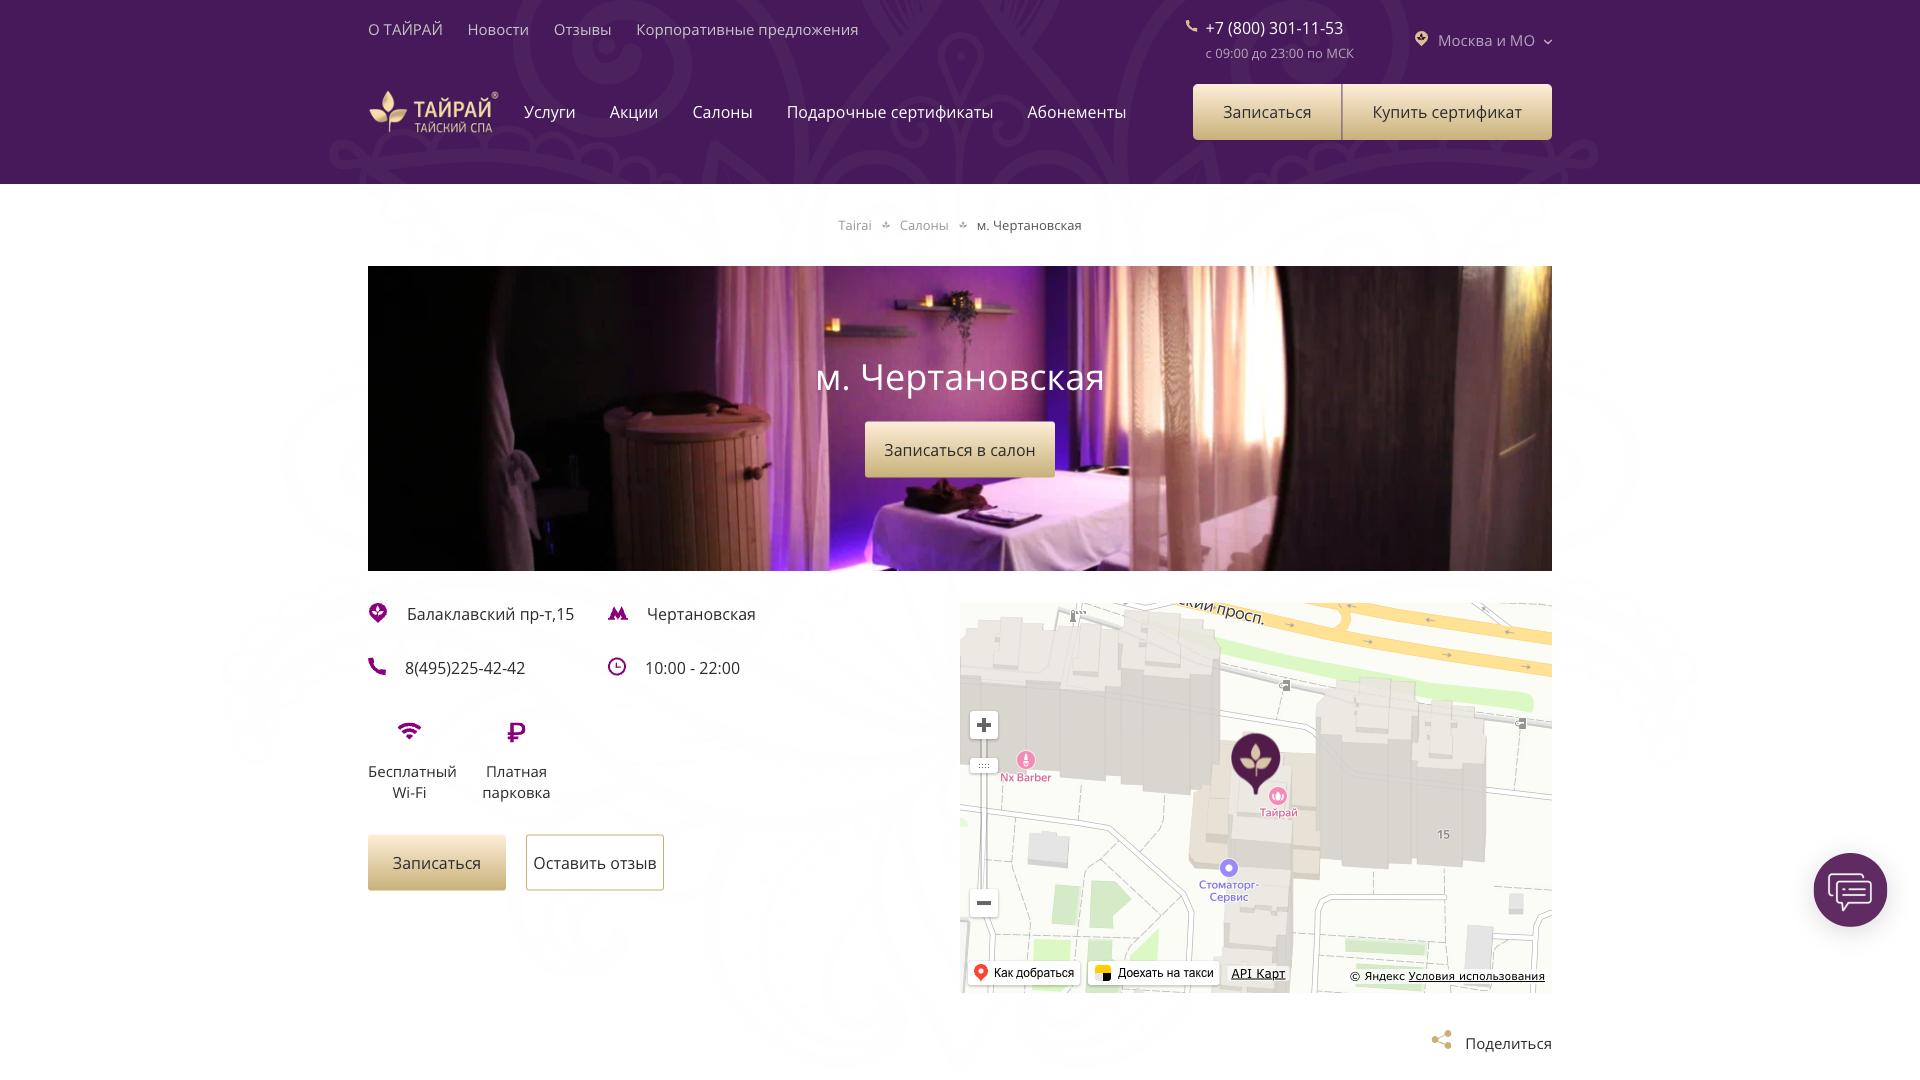 О ТАЙРАЙ
Новости
Отзывы
Корпоративные предложения
+7 (800) 301-11-53
с 09:00 до 23:00 по МСК
Москва и МО
ТАЙРАЙ®
ТАЙСКИЙ СПА
Услуги
Акции
Салоны
Подарочные сертификаты
Абонементы
Записаться
Купить сертификат
Tairai
Салоны
м. Чертановская
м. Чертановская
Записаться в салон
Балаклавский пр-т,15
Чертановская
8(495)225-42-42
10:00 - 22:00
Бесплатный
Wi-Fi
Платная
парковка
Записаться
Оставить отзыв
просп.
Nx Barber
Тайрай
15
Стоматорг-
Сервис
Как добраться
Доехать на такси
API Карт
© Яндекс Условия использования
Поделиться